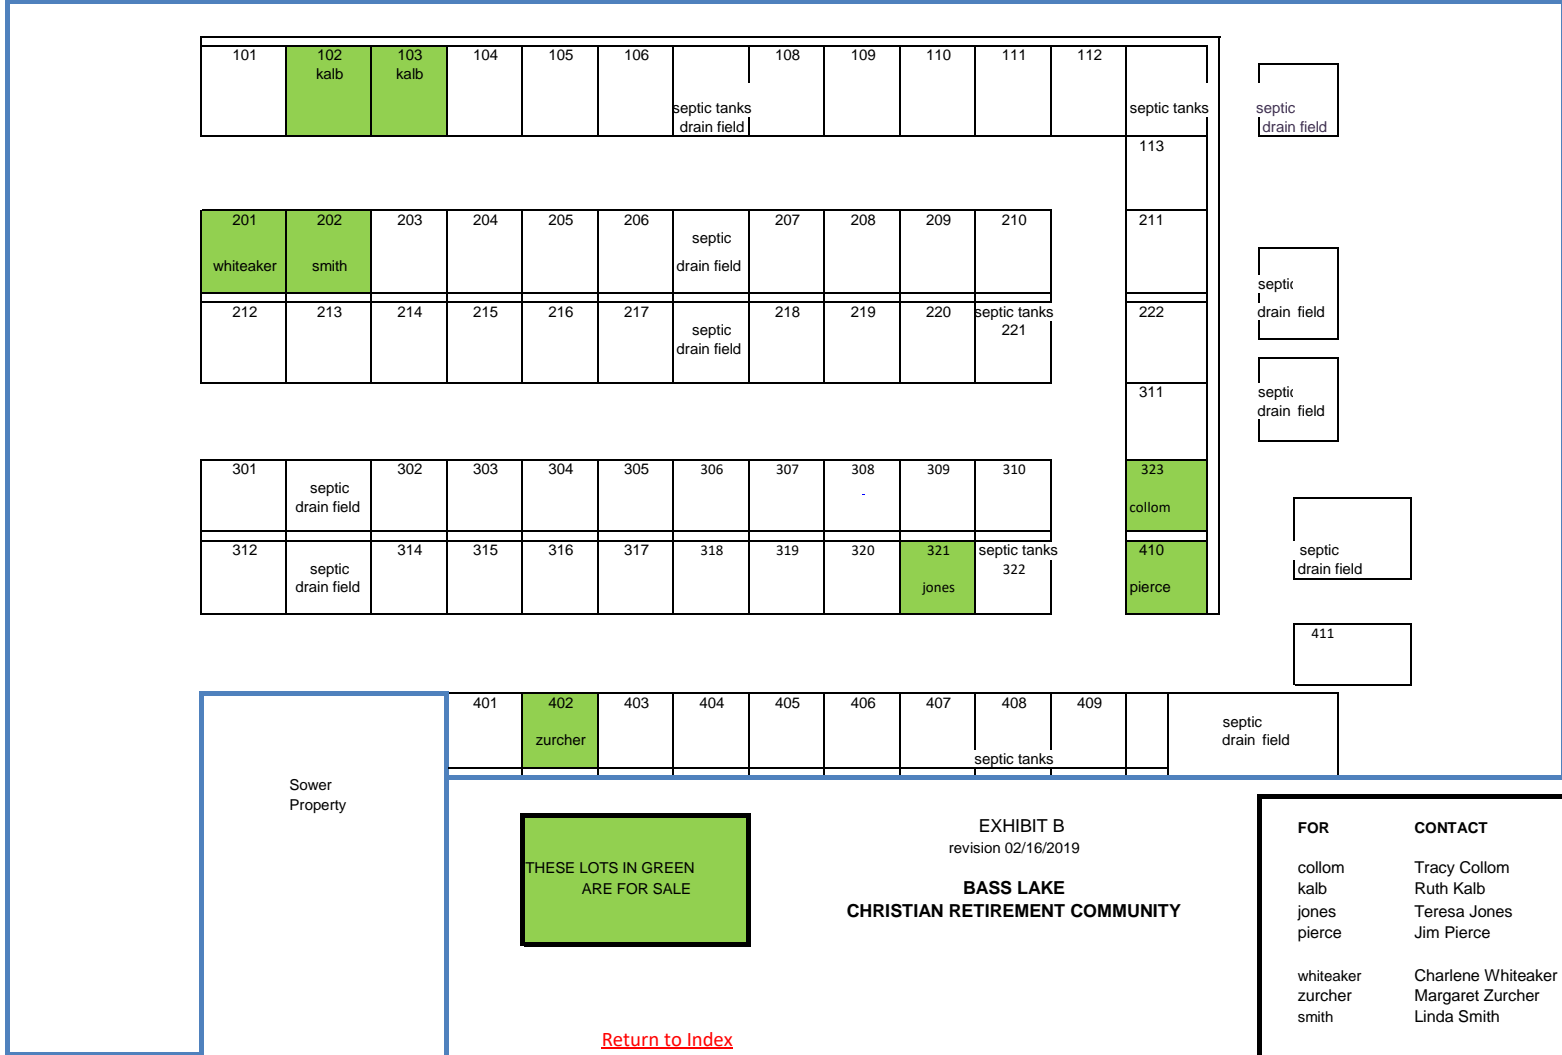 101 102 103 104 105 106 108 109 110 111 112
kalb kalb
septic tanks septic tanks septic
drain field drain field
113
201 202 203 204 205 206 207 208 209 210 211
septic
whiteaker smith drain field
septic
212 213 214 215 216 217 218 219 220 septic tanks 222
drain field
septic 221
drain field
septic
311 drain field
301 302 303 304 305 306 307 308 309 310 323
septic
-
drain field collom
312 314 315 316 317 318 319 320 321 septic tanks 410
septic
septic 322 drain field
drain field jones pierce
411
401 402 403 404 405 406 407 408 409
septic
zurcher drain field
septic tanks
Sower
Property
THESE LOTS IN GREEN
ARE FOR SALE
EXHIBIT B
revision 02/16/2019
BASS LAKE
CHRISTIAN RETIREMENT COMMUNITY
FOR CONTACT
collom Tracy Collom
kalb Ruth Kalb
jones Teresa Jones
pierce Jim Pierce
whiteaker Charlene Whiteaker
zurcher Margaret Zurcher
smith Linda Smith
Return to Index